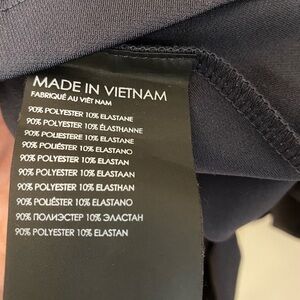 MADE IN VIETNAM
FABRIQUÉ AU VIÊT NAM
90% POLYESTER 10% ELASTANE
90% POLYESTER 10% ÉLASTHANNE
90% POLIESTERE 10% ELASTANE
90% POLIÉSTER 10% ELASTANO
90% POLYESTER 10% ELASTAN
90% POLYESTER 10% ELASTAAN
90% POLYESTER 10% ELASTHAN
90% POLIÉSTER 10% ELASTANO
90% ПОЛИЭСТЕР 10% ЭЛАСТАН
90% POLYESTER 10% ELASTAN